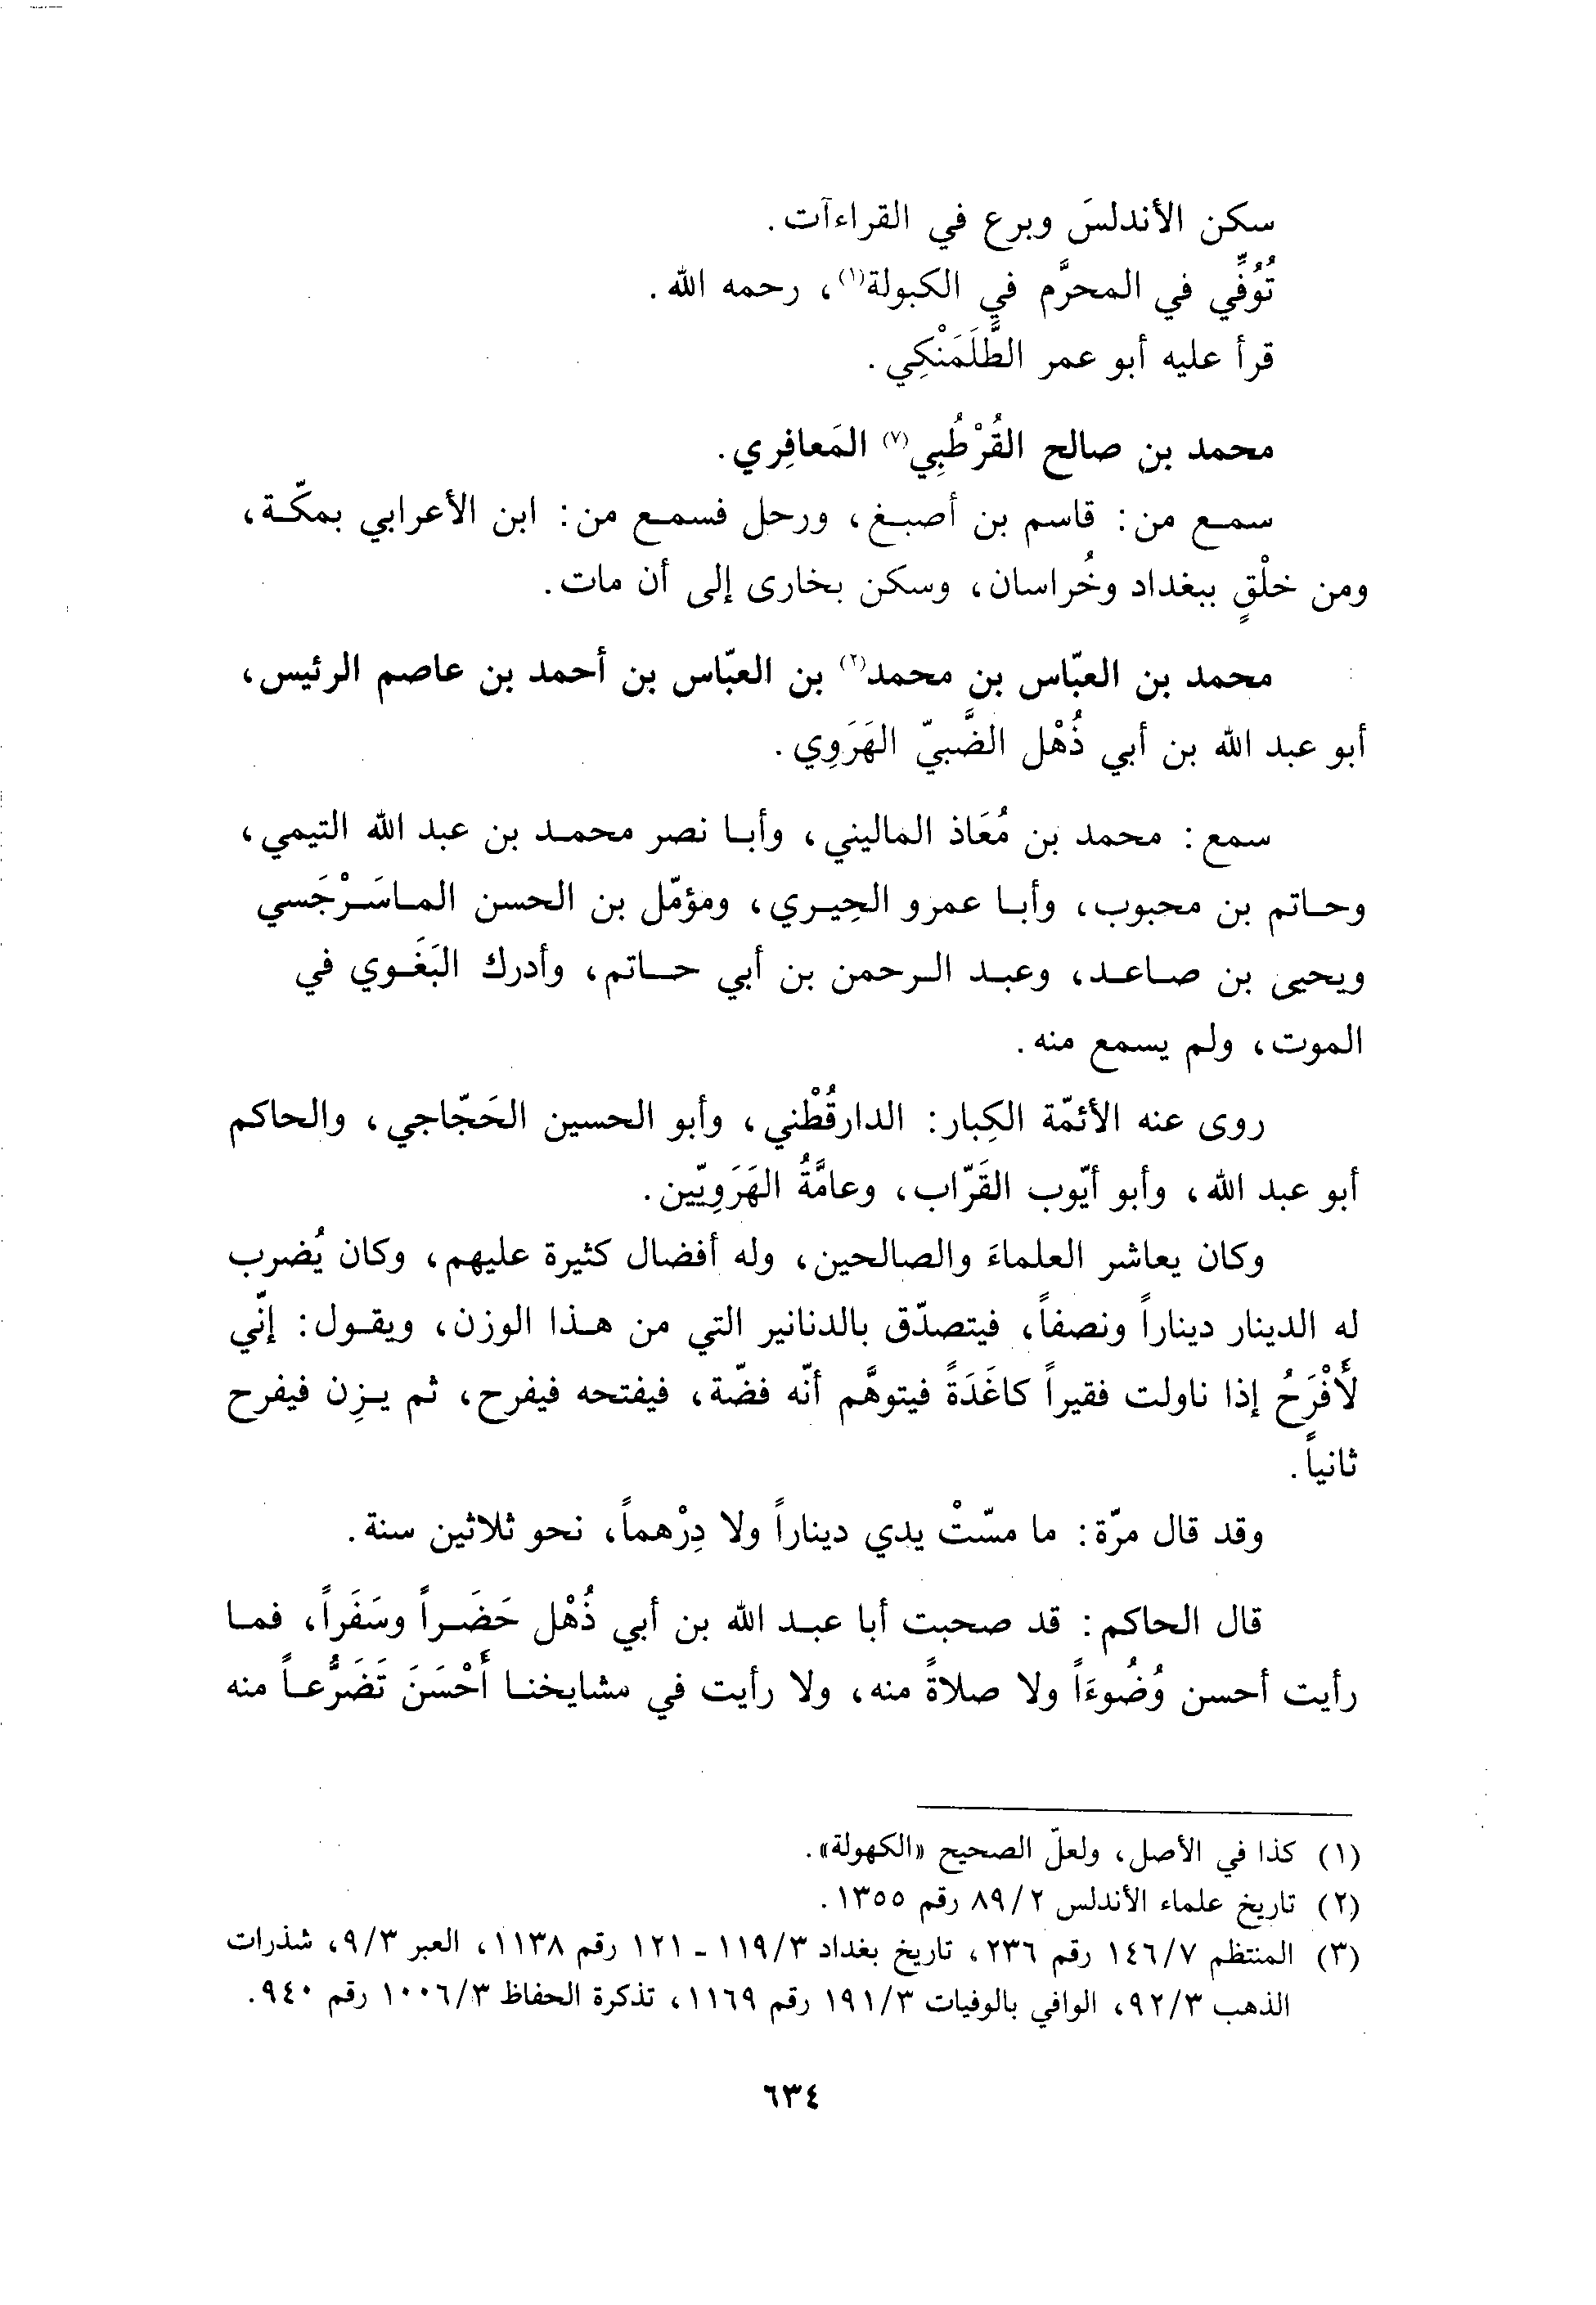 سكن الأندلسَ وبرع في القراءآت.
تُوُفِّي في المحرَّم في الكبولة(١)، رحمه الله.
قرأ عليه أبو عمر الطَّلَمَنْكِي.
محمد بن صالح القُرْطُبِي(٧) المَعافِري.
سمع من: قاسم بن أصبغ، ورحل فسمع من: ابن الأعرابي بمكّة،
ومن خلْقٍ ببغداد وخُراسان، وسكن بخارى إلى أن مات.
محمد بن العبّاس بن محمد(٢) بن العبّاس بن أحمد بن عاصم الرئيس،
أبو عبد الله بن أبي ذُهْل الضَّبيّ الهَرَوِي.
سمع: محمد بن مُعَاذ الماليني، وأبا نصر محمد بن عبد الله التيمي،
وحاتم بن محبوب، وأبا عمرو الحِيري، ومؤمّل بن الحسن الماسَرْجَسي
ويحيى بن صاعد، وعبد الرحمن بن أبي حاتم، وأدرك البَغَوي في
الموت، ولم يسمع منه.
روى عنه الأئمّة الكِبار: الدارقُطْني، وأبو الحسين الحَجّاجي، والحاكم
أبو عبد الله، وأبو أيّوب القَرّاب، وعامَّةُ الهَرَوِيّين.
وكان يعاشر العلماءَ والصالحين، وله أفضال كثيرة عليهم، وكان يُضرب
له الدينار ديناراً ونصفاً، فيتصدّق بالدنانير التي من هذا الوزن، ويقول: إنّي
لَأَفْرَحُ إذا ناولت فقيراً كاغَدَةً فيتوهَّم أنّه فضّة، فيفتحه فيفرح، ثم يزِن فيفرح
ثانياً.
وقد قال مرّة: ما مسّتْ يدي ديناراً ولا دِرْهماً، نحو ثلاثين سنة.
قال الحاكم: قد صحبت أبا عبد الله بن أبي ذُهْل حَضَراً وسَفَراً، فما
رأيت أحسن وُضُوءَاً ولا صلاةً منه، ولا رأيت في مشايخنا أَحْسَنَ تَضَرُّعاً منه
(١) كذا في الأصل، ولعلّ الصحيح «الكهولة».
(٢) تاريخ علماء الأندلس ٨٩/٢ رقم ١٣٥٥.
(٣) المنتظم ١٤٦/٧ رقم ٢٣٦، تاريخ بغداد ١١٩/٣ ـ ١٢١ رقم ١١٣٨، العبر ٩/٣، شذرات
الذهب ٩٢/٣، الوافي بالوفيات ١٩١/٣ رقم ١١٦٩، تذكرة الحفاظ ١٠٠٦/٣ رقم ٩٤٠.
٦٣٤